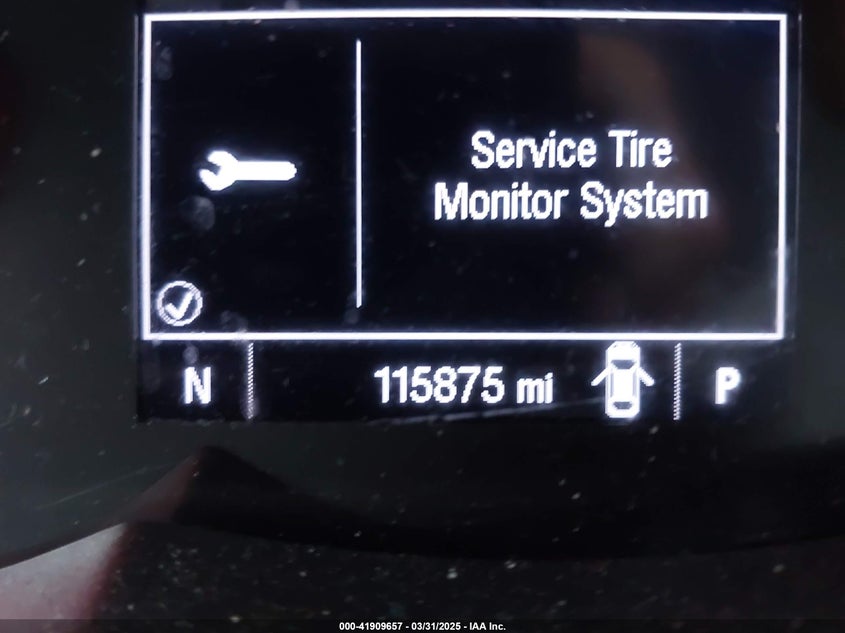 Service Tire
Monitor System
N 115875 mi P
000-41909657 - 03/31/2025 - IAA Inc.